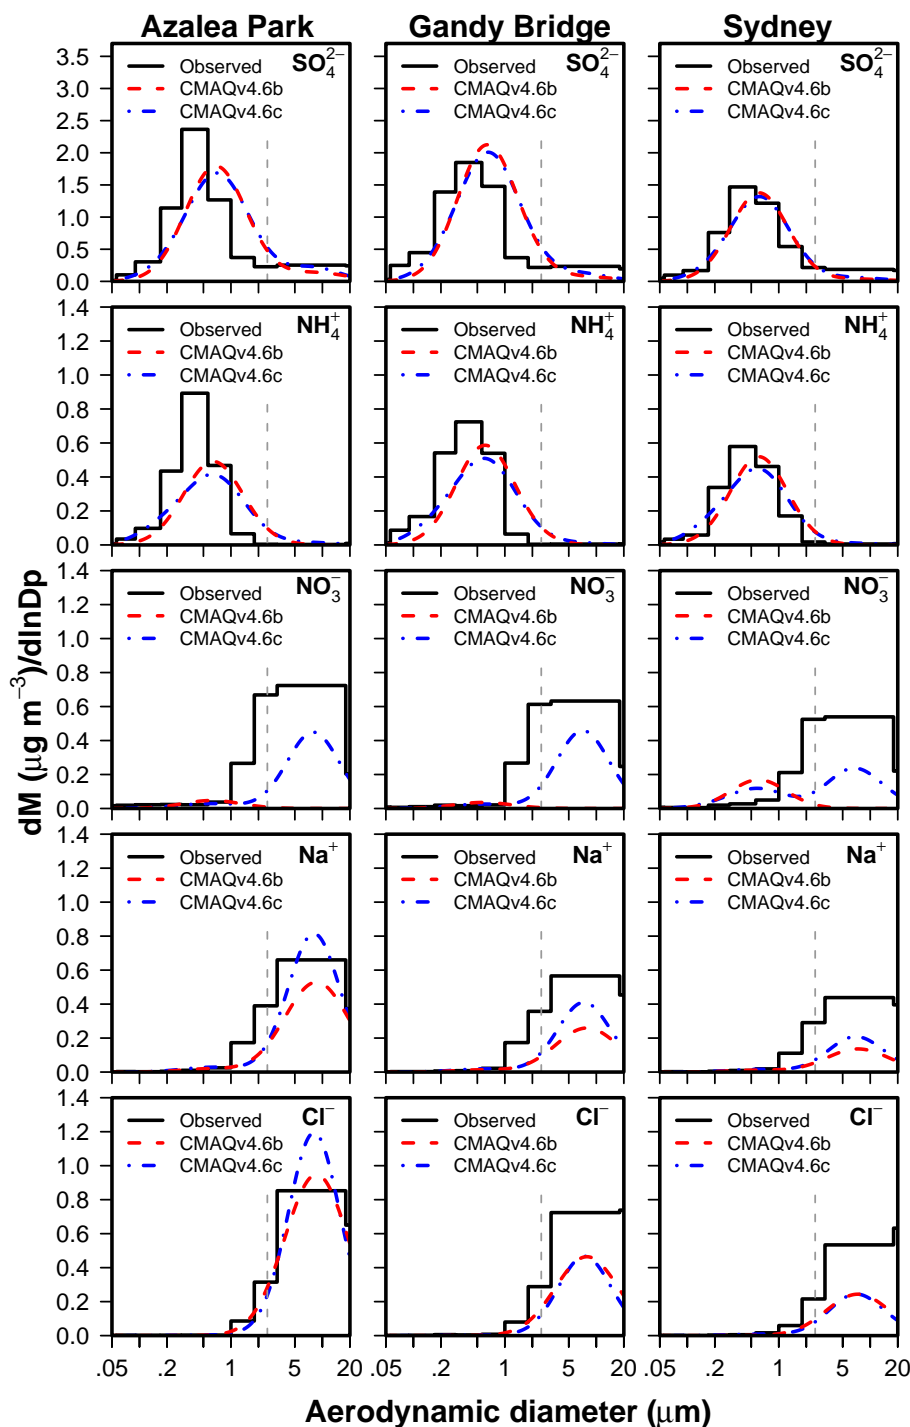 Azalea Park Gandy Bridge Sydney
3.5 3.0 2.5 2.0 1.5 1.0 0.5 0.0
Observed SO₄²⁻
CMAQv4.6b
CMAQv4.6c
Observed SO₄²⁻
CMAQv4.6b
CMAQv4.6c
Observed SO₄²⁻
CMAQv4.6b
CMAQv4.6c
1.4 1.2 1.0 0.8 0.6 0.4 0.2 0.0
Observed NH₄⁺
CMAQv4.6b
CMAQv4.6c
Observed NH₄⁺
CMAQv4.6b
CMAQv4.6c
Observed NH₄⁺
CMAQv4.6b
CMAQv4.6c
dM (μg m⁻³)/dlnDp
1.4 1.2 1.0 0.8 0.6 0.4 0.2 0.0
Observed NO₃⁻
CMAQv4.6b
CMAQv4.6c
Observed NO₃⁻
CMAQv4.6b
CMAQv4.6c
Observed NO₃⁻
CMAQv4.6b
CMAQv4.6c
1.4 1.2 1.0 0.8 0.6 0.4 0.2 0.0
Observed Na⁺
CMAQv4.6b
CMAQv4.6c
Observed Na⁺
CMAQv4.6b
CMAQv4.6c
Observed Na⁺
CMAQv4.6b
CMAQv4.6c
1.4 1.2 1.0 0.8 0.6 0.4 0.2 0.0
Observed Cl⁻
CMAQv4.6b
CMAQv4.6c
Observed Cl⁻
CMAQv4.6b
CMAQv4.6c
Observed Cl⁻
CMAQv4.6b
CMAQv4.6c
.05 .2 1 5 20 .05 .2 1 5 20 .05 .2 1 5 20
Aerodynamic diameter (μm)